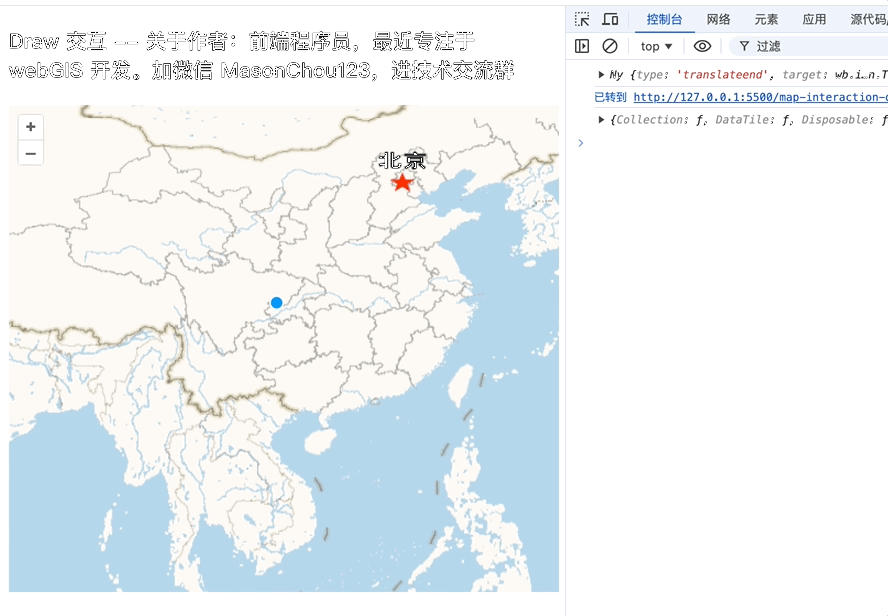 Draw 交互 -- 关于作者：前端程序员，最近专注于
webGIS 开发。加微信 MasonChou123，进技术交流群
+
−
北京
控制台 网络 元素 应用 源代码
top ▼ 过滤
▶ My {type: 'translateend', target: wb.i…n.T
已转到 http://127.0.0.1:5500/map-interaction-
▶ {Collection: ƒ, DataTile: ƒ, Disposable: ƒ
>